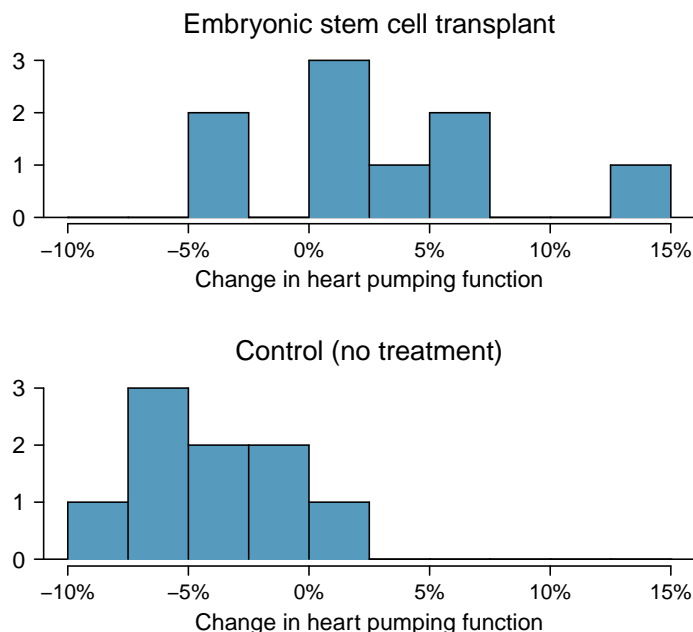 Embryonic stem cell transplant
3
2
1
0
−10% −5% 0% 5% 10% 15%
Change in heart pumping function
Control (no treatment)
3
2
1
0
−10% −5% 0% 5% 10% 15%
Change in heart pumping function